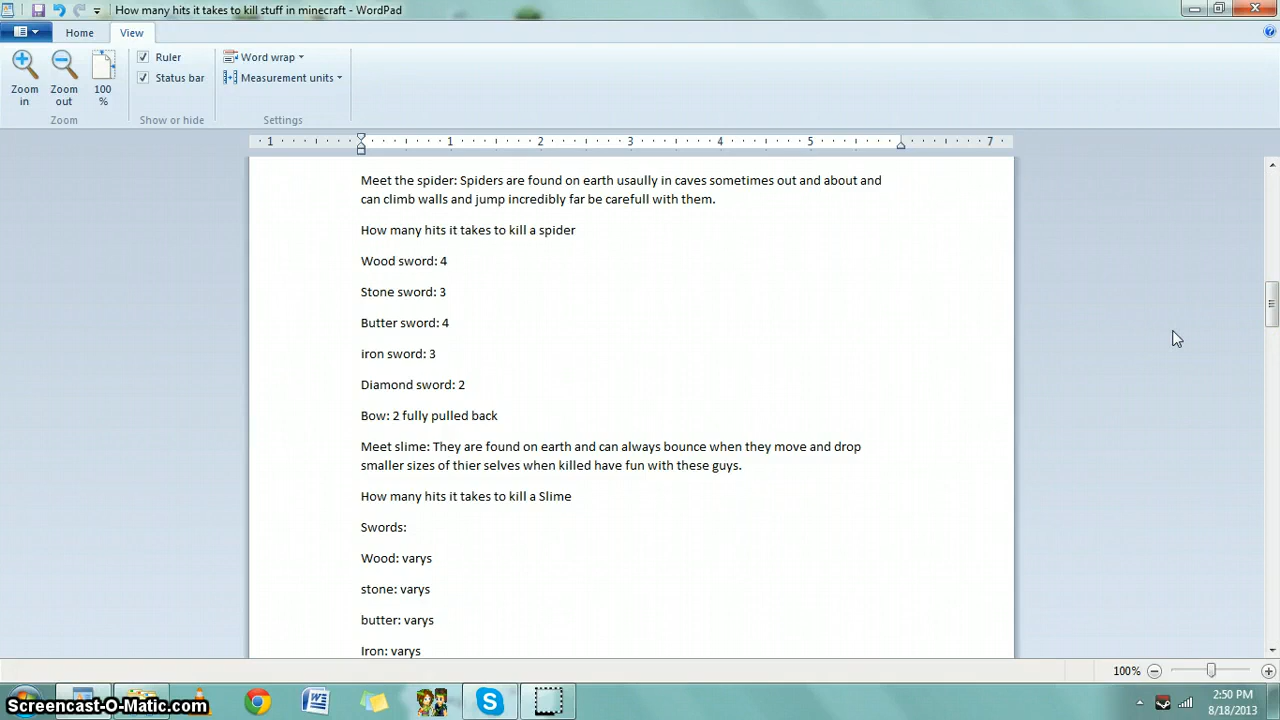 How many hits it takes to kill stuff in minecraft - WordPad
Home View
Zoom in
Zoom out
100 %
Zoom
Ruler
Status bar
Show or hide
Word wrap
Measurement units
Settings
1 1 2 3 4 5 7
Meet the spider: Spiders are found on earth usaully in caves sometimes out and about and
can climb walls and jump incredibly far be carefull with them.
How many hits it takes to kill a spider
Wood sword: 4
Stone sword: 3
Butter sword: 4
iron sword: 3
Diamond sword: 2
Bow: 2 fully pulled back
Meet slime: They are found on earth and can always bounce when they move and drop
smaller sizes of thier selves when killed have fun with these guys.
How many hits it takes to kill a Slime
Swords:
Wood: varys
stone: varys
butter: varys
Iron: varys
100%
Screencast-O-Matic.com
2:50 PM
8/18/2013